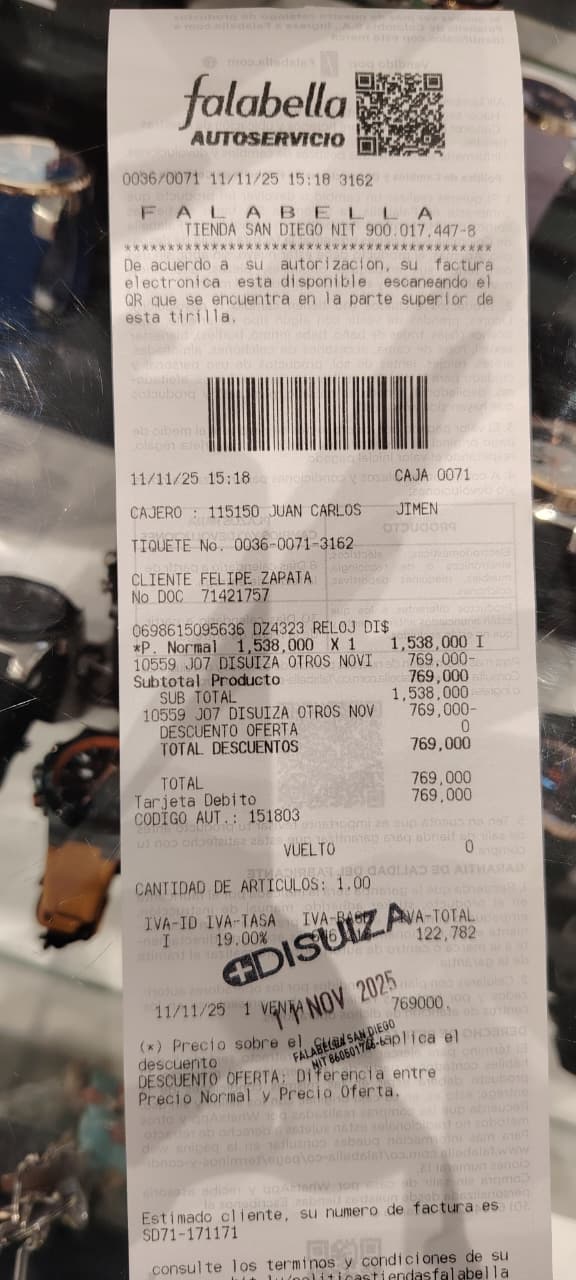 falabella
AUTOSERVICIO
0036/0071 11/11/25 15:18 3162
F A L A B E L L A
TIENDA SAN DIEGO NIT 900.017.447-8
*********************************************
De acuerdo a su autorizacion, su factura
electronica esta disponible escaneando el
QR que se encuentra en la parte superior de
esta tirilla.
11/11/25 15:18 CAJA 0071
CAJERO : 115150 JUAN CARLOS JIMEN
TIQUETE No. 0036-0071-3162
CLIENTE FELIPE ZAPATA
No DOC 71421757
0698615095636 DZ4323 RELOJ DI$
*P. Normal 1,538,000 X 1 1,538,000 I
10559 J07 DISUIZA OTROS NOVI 769,000-
Subtotal Producto 769,000
SUB TOTAL 1,538,000
10559 J07 DISUIZA OTROS NOV 769,000-
DESCUENTO OFERTA 0
TOTAL DESCUENTOS 769,000
TOTAL 769,000
Tarjeta Debito 769,000
CODIGO AUT.: 151803
VUELTO 0
CANTIDAD DE ARTICULOS: 1.00
IVA-ID IVA-TASA IVA-BASE IVA-TOTAL
I 19.00% 122,782
DISUIZA
11 NOV 2025
11/11/25 1 VENTA 769000,
FALABELLA SAN DIEGO
(*) Precio sobre el aplica el
descuento
DESCUENTO OFERTA: Diferencia entre
Precio Normal y Precio Oferta.
Estimado cliente, su numero de factura es
SD71-171171
consulte los terminos y condiciones de su